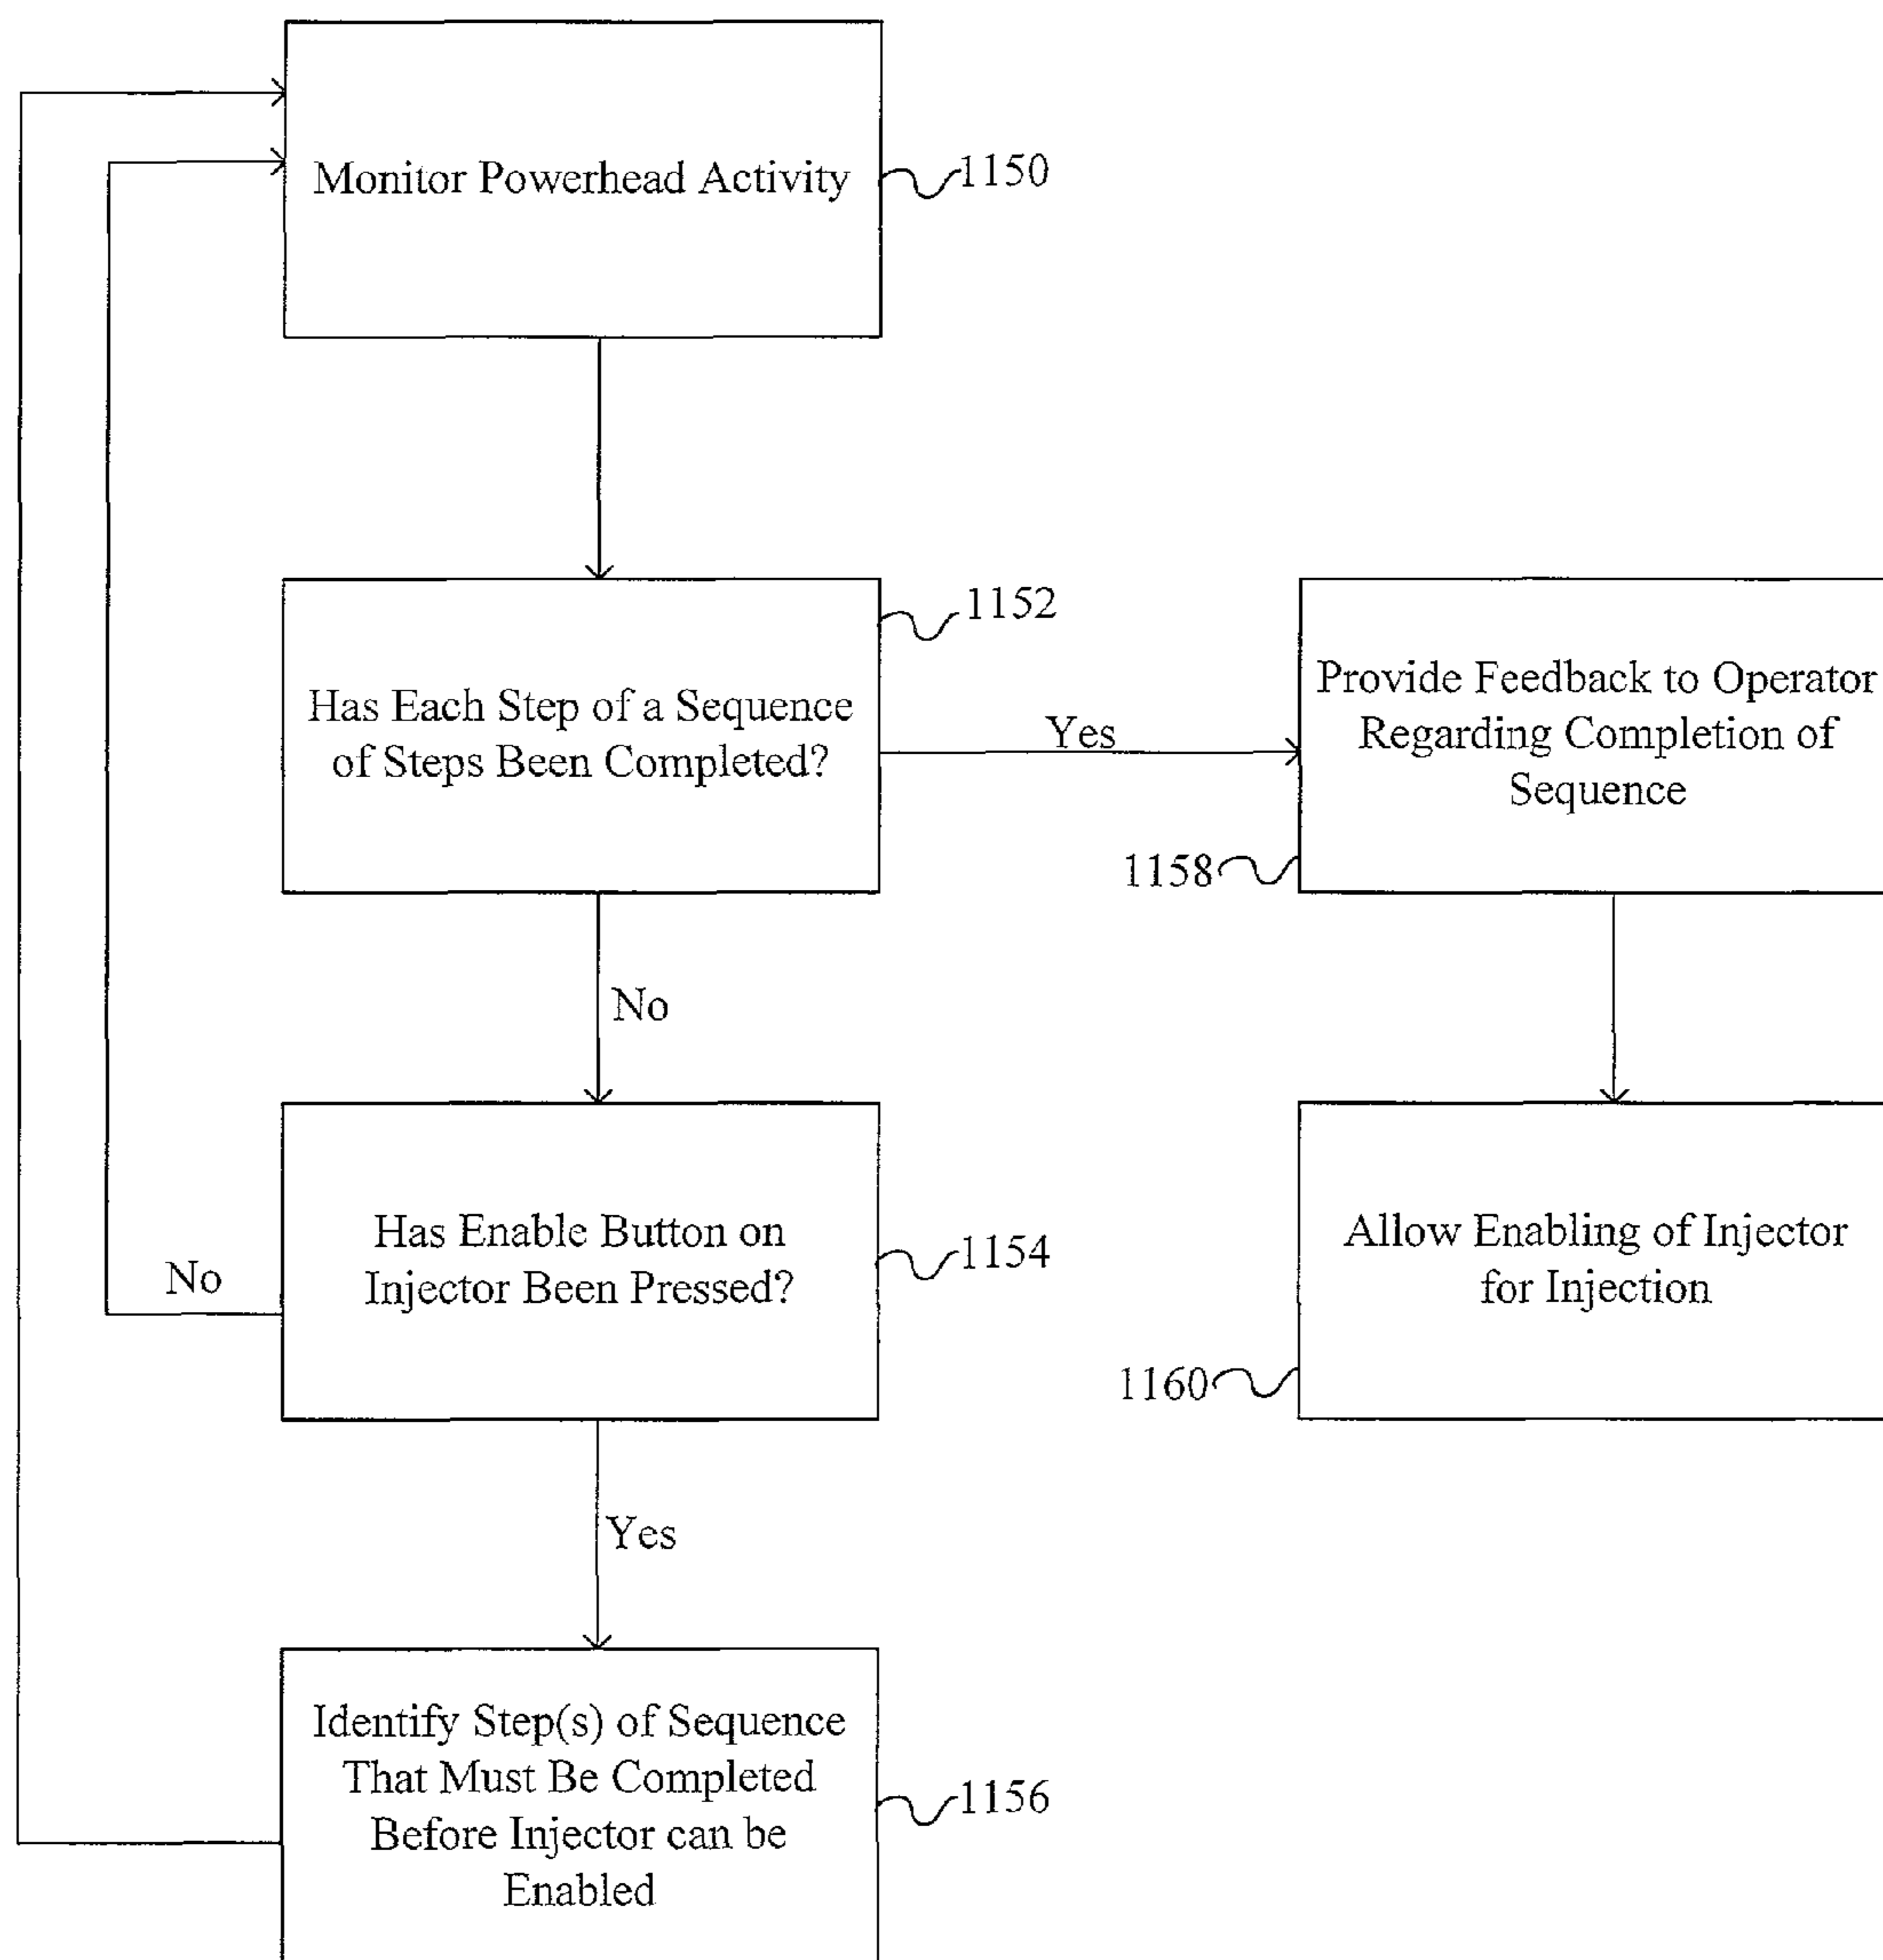 Monitor Powerhead Activity
1150
Has Each Step of a Sequence
of Steps Been Completed?
1152
Yes
Provide Feedback to Operator
Regarding Completion of
Sequence
1158
No
Has Enable Button on
Injector Been Pressed?
1154
No
Allow Enabling of Injector
for Injection
1160
Yes
Identify Step(s) of Sequence
That Must Be Completed
Before Injector can be
Enabled
1156